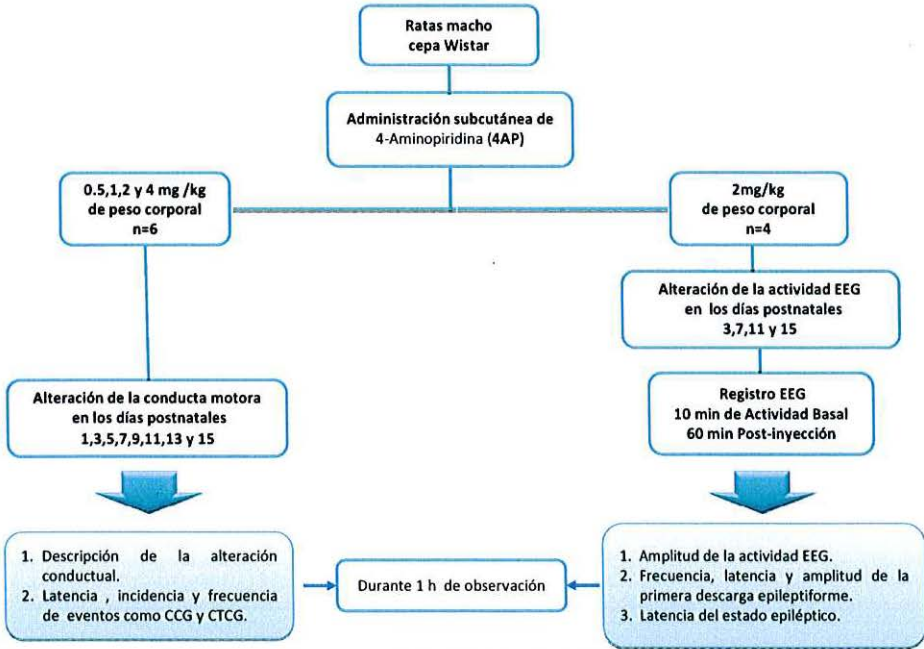 Ratas macho
cepa Wistar
Administración subcutánea de
4-Aminopiridina (4AP)
0.5,1,2 y 4 mg /kg
de peso corporal
n=6
2mg/kg
de peso corporal
n=4
Alteración de la actividad EEG
en los días postnatales
3,7,11 y 15
Alteración de la conducta motora
en los días postnatales
1,3,5,7,9,11,13 y 15
Registro EEG
10 min de Actividad Basal
60 min Post-inyección
1. Descripción de la alteración
conductual.
2. Latencia , incidencia y frecuencia
de eventos como CCG y CTCG.
Durante 1 h de observación
1. Amplitud de la actividad EEG.
2. Frecuencia, latencia y amplitud de la
primera descarga epileptiforme.
3. Latencia del estado epiléptico.